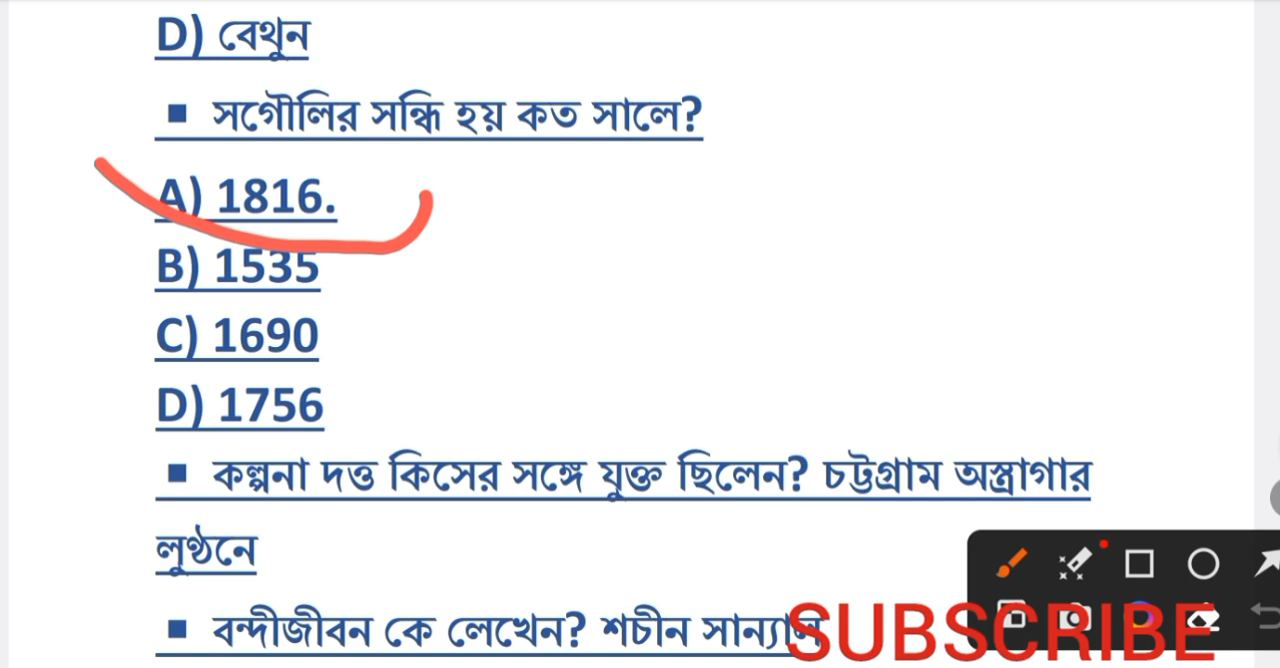 D) বেথুন
▪ সগৌলির সন্ধি হয় কত সালে?
A) 1816.
B) 1535
C) 1690
D) 1756
▪ কল্পনা দত্ত কিসের সঙ্গে যুক্ত ছিলেন? চট্টগ্রাম অস্ত্রাগার
লুণ্ঠনে
▪ বন্দীজীবন কে লেখেন? শচীন সান্যাল
SUBSCRIBE